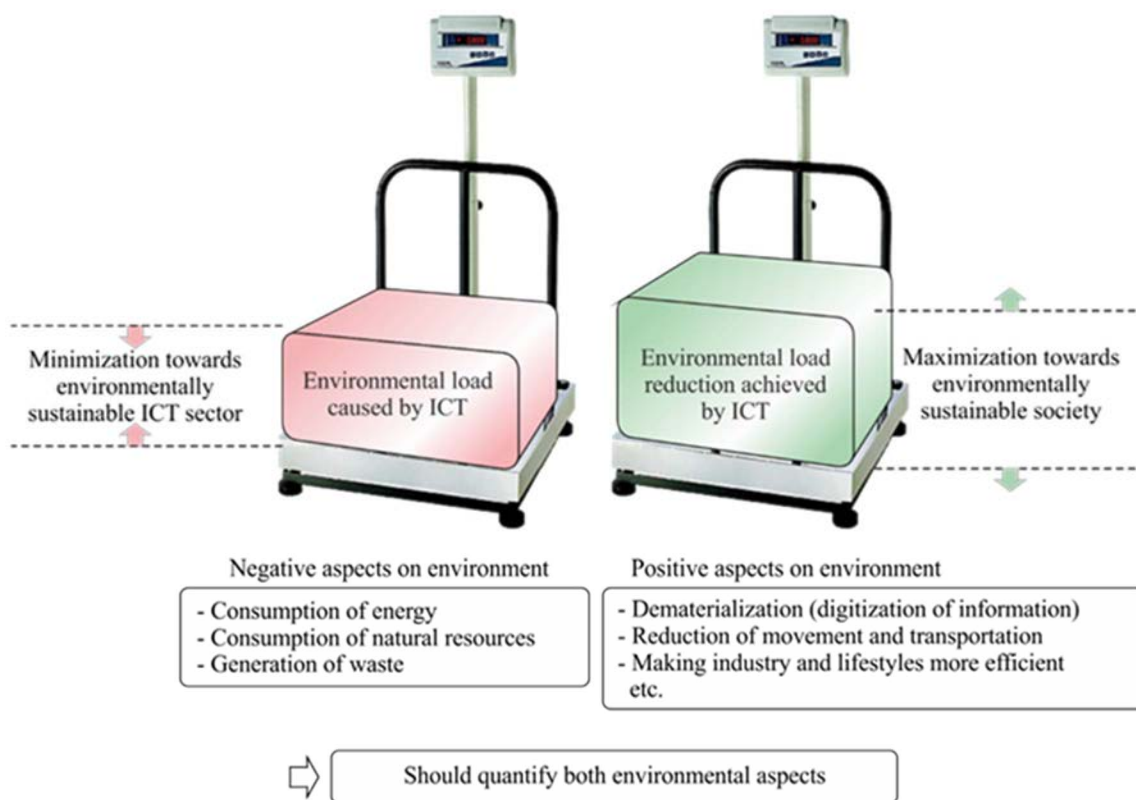 Minimization towards
environmentally
sustainable ICT sector
Environmental load
caused by ICT
Environmental load
reduction achieved
by ICT
Maximization towards
environmentally
sustainable society
Negative aspects on environment
- Consumption of energy
- Consumption of natural resources
- Generation of waste
Positive aspects on environment
- Dematerialization (digitization of information)
- Reduction of movement and transportation
- Making industry and lifestyles more efficient
etc.
Should quantify both environmental aspects